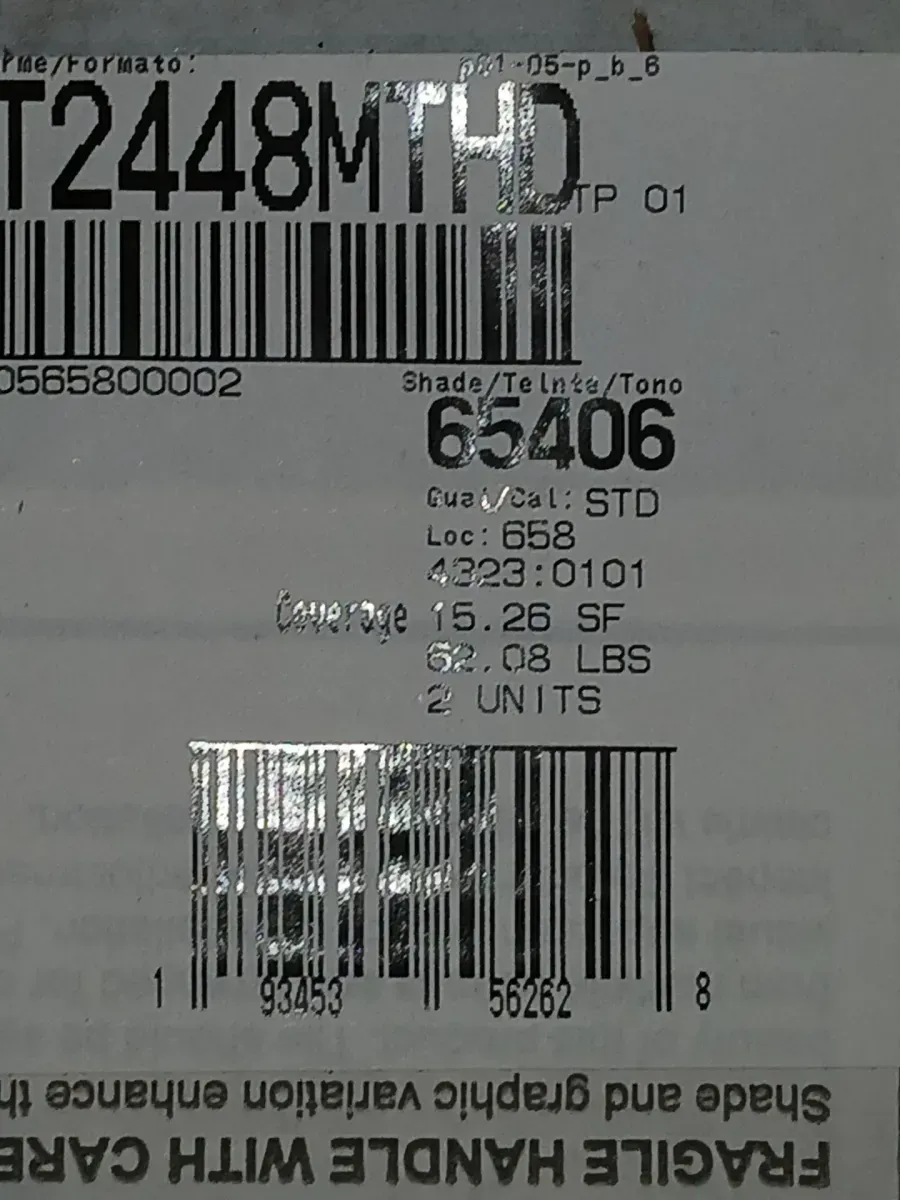 rme/Formato: p01-05-p_b_6
T2448MTHD TP 01
0565800002
Shade/Teinte/Tono
65406
Qual/Cal: STD
Loc: 658
4323:0101
Coverage 15.26 SF
62.08 LBS
2 UNITS
1 93453 56262 8
Shade and graphic variation enhance th
FRAGILE HANDLE WITH CARE